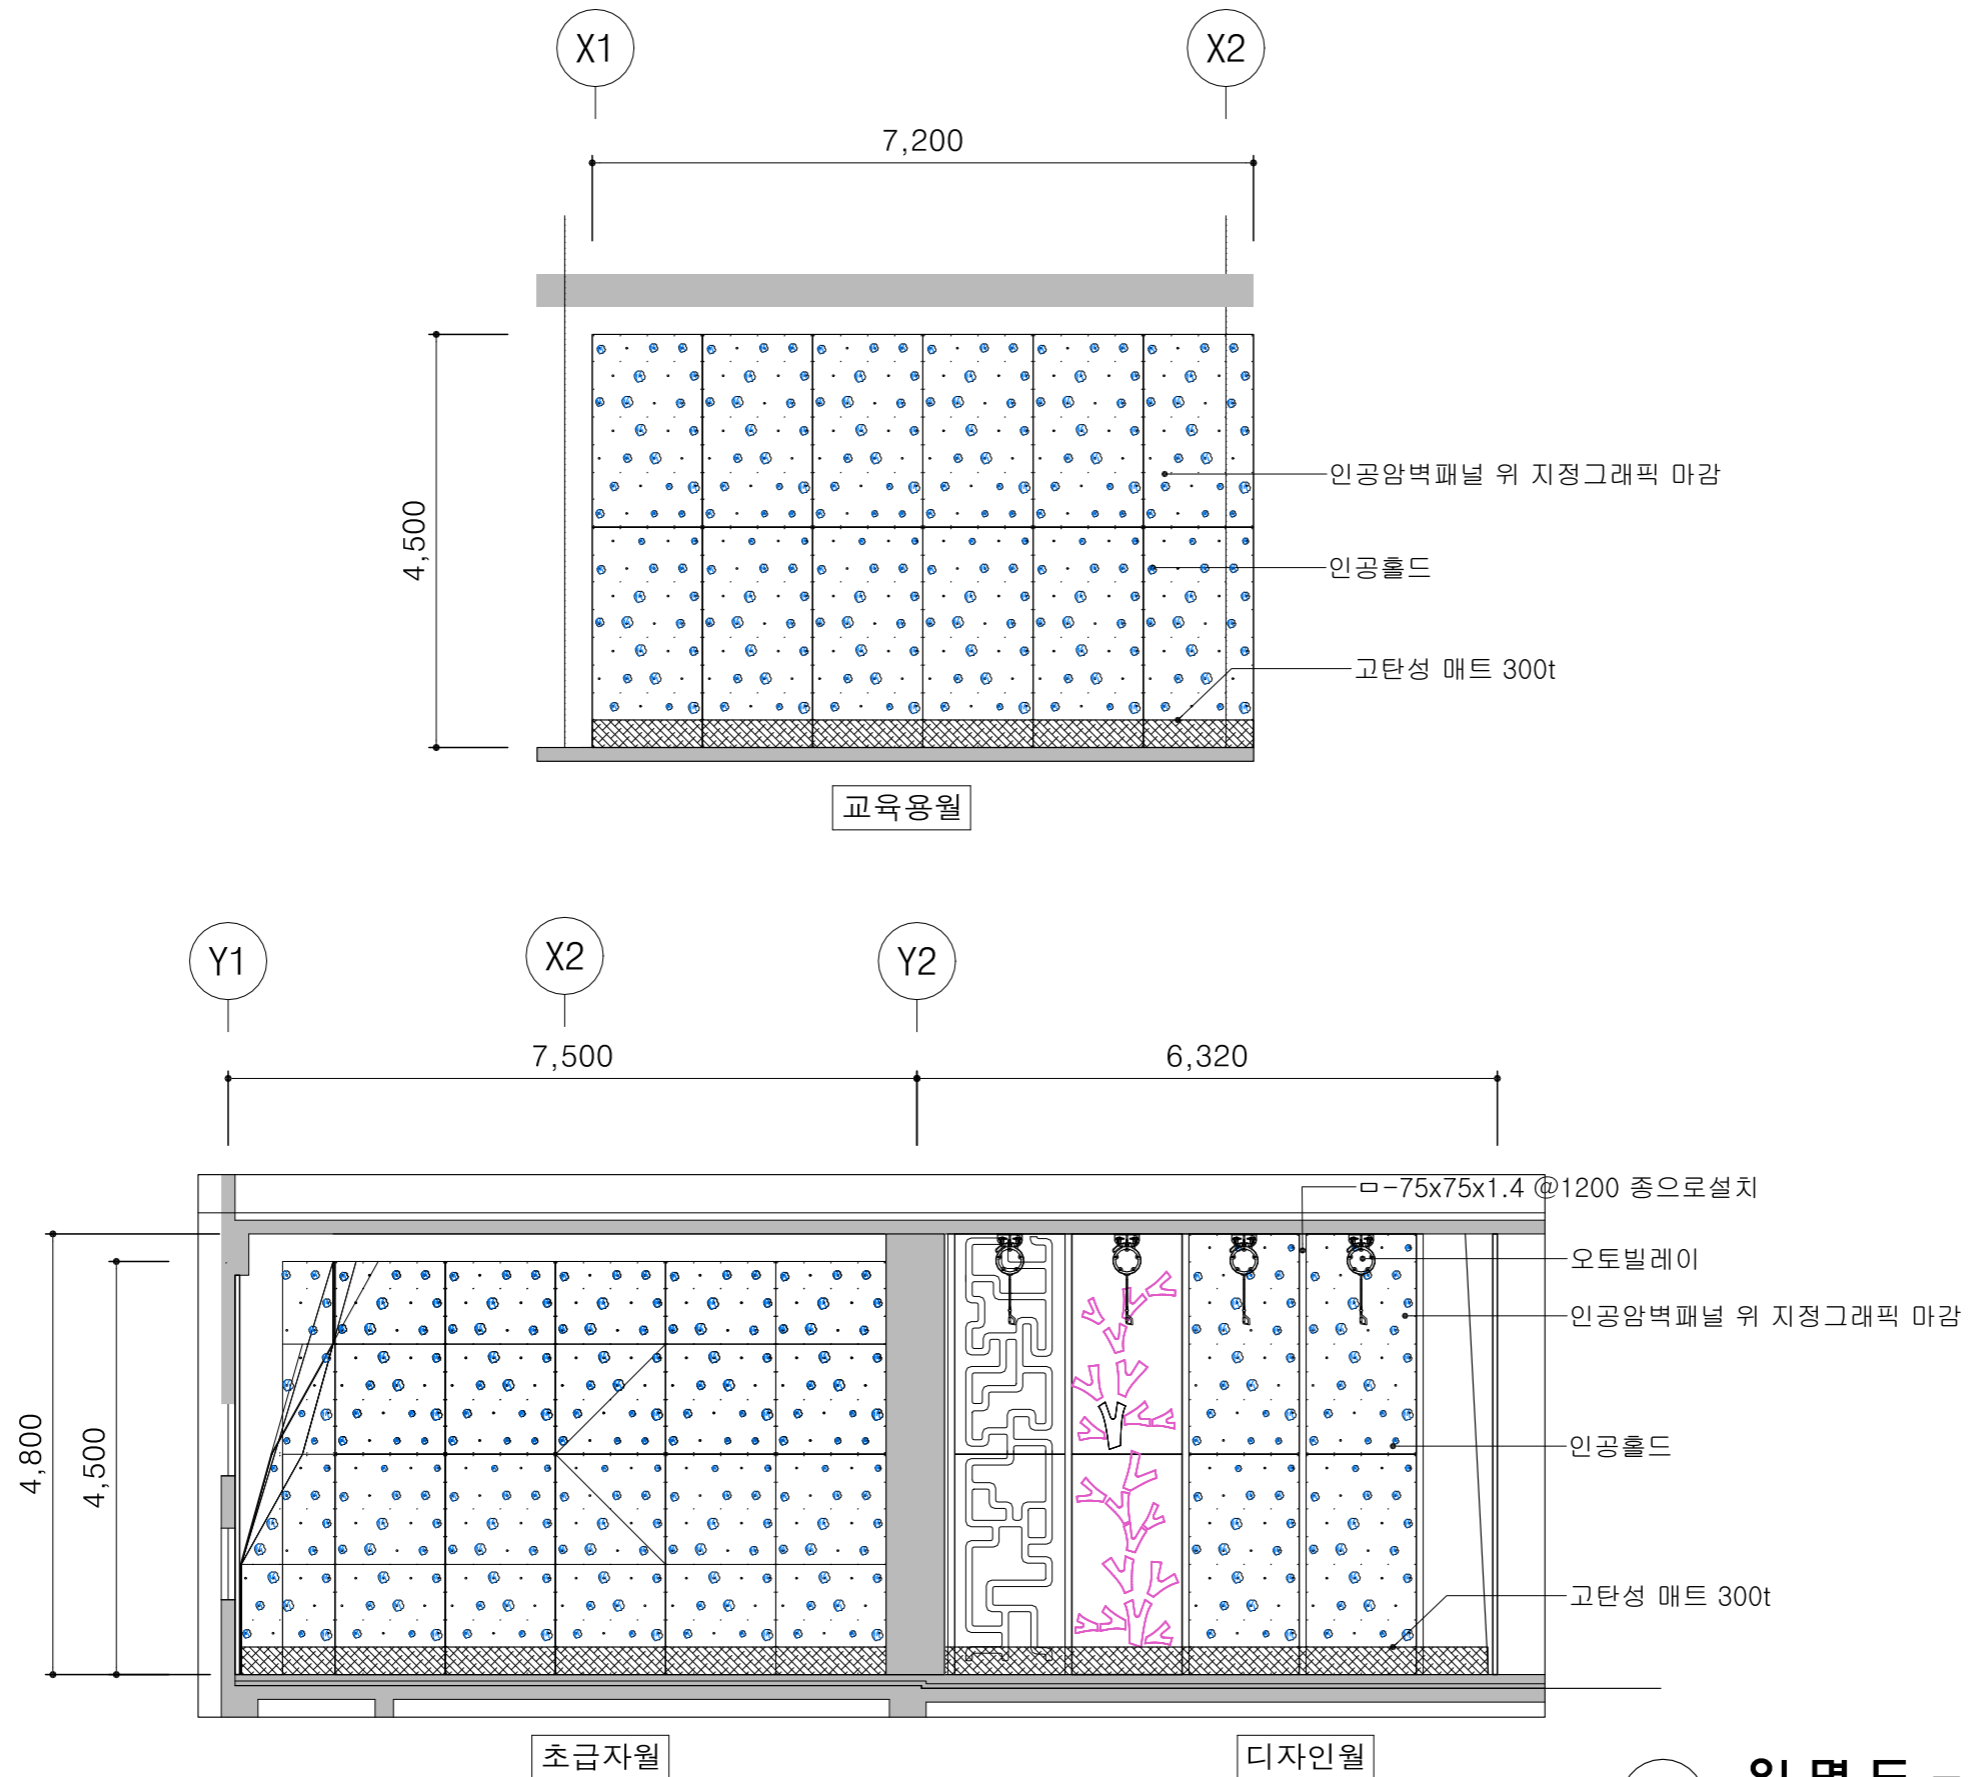 X1
X2
7,200
4,500
인공암벽패널 위 지정그래픽 마감
인공홀드
고탄성 매트 300t
교육용월
Y1
X2
Y2
7,500
6,320
▭-75x75x1.4 @1200 종으로설치
오토빌레이
인공암벽패널 위 지정그래픽 마감
4,800
4,500
인공홀드
고탄성 매트 300t
초급자월
디자인월